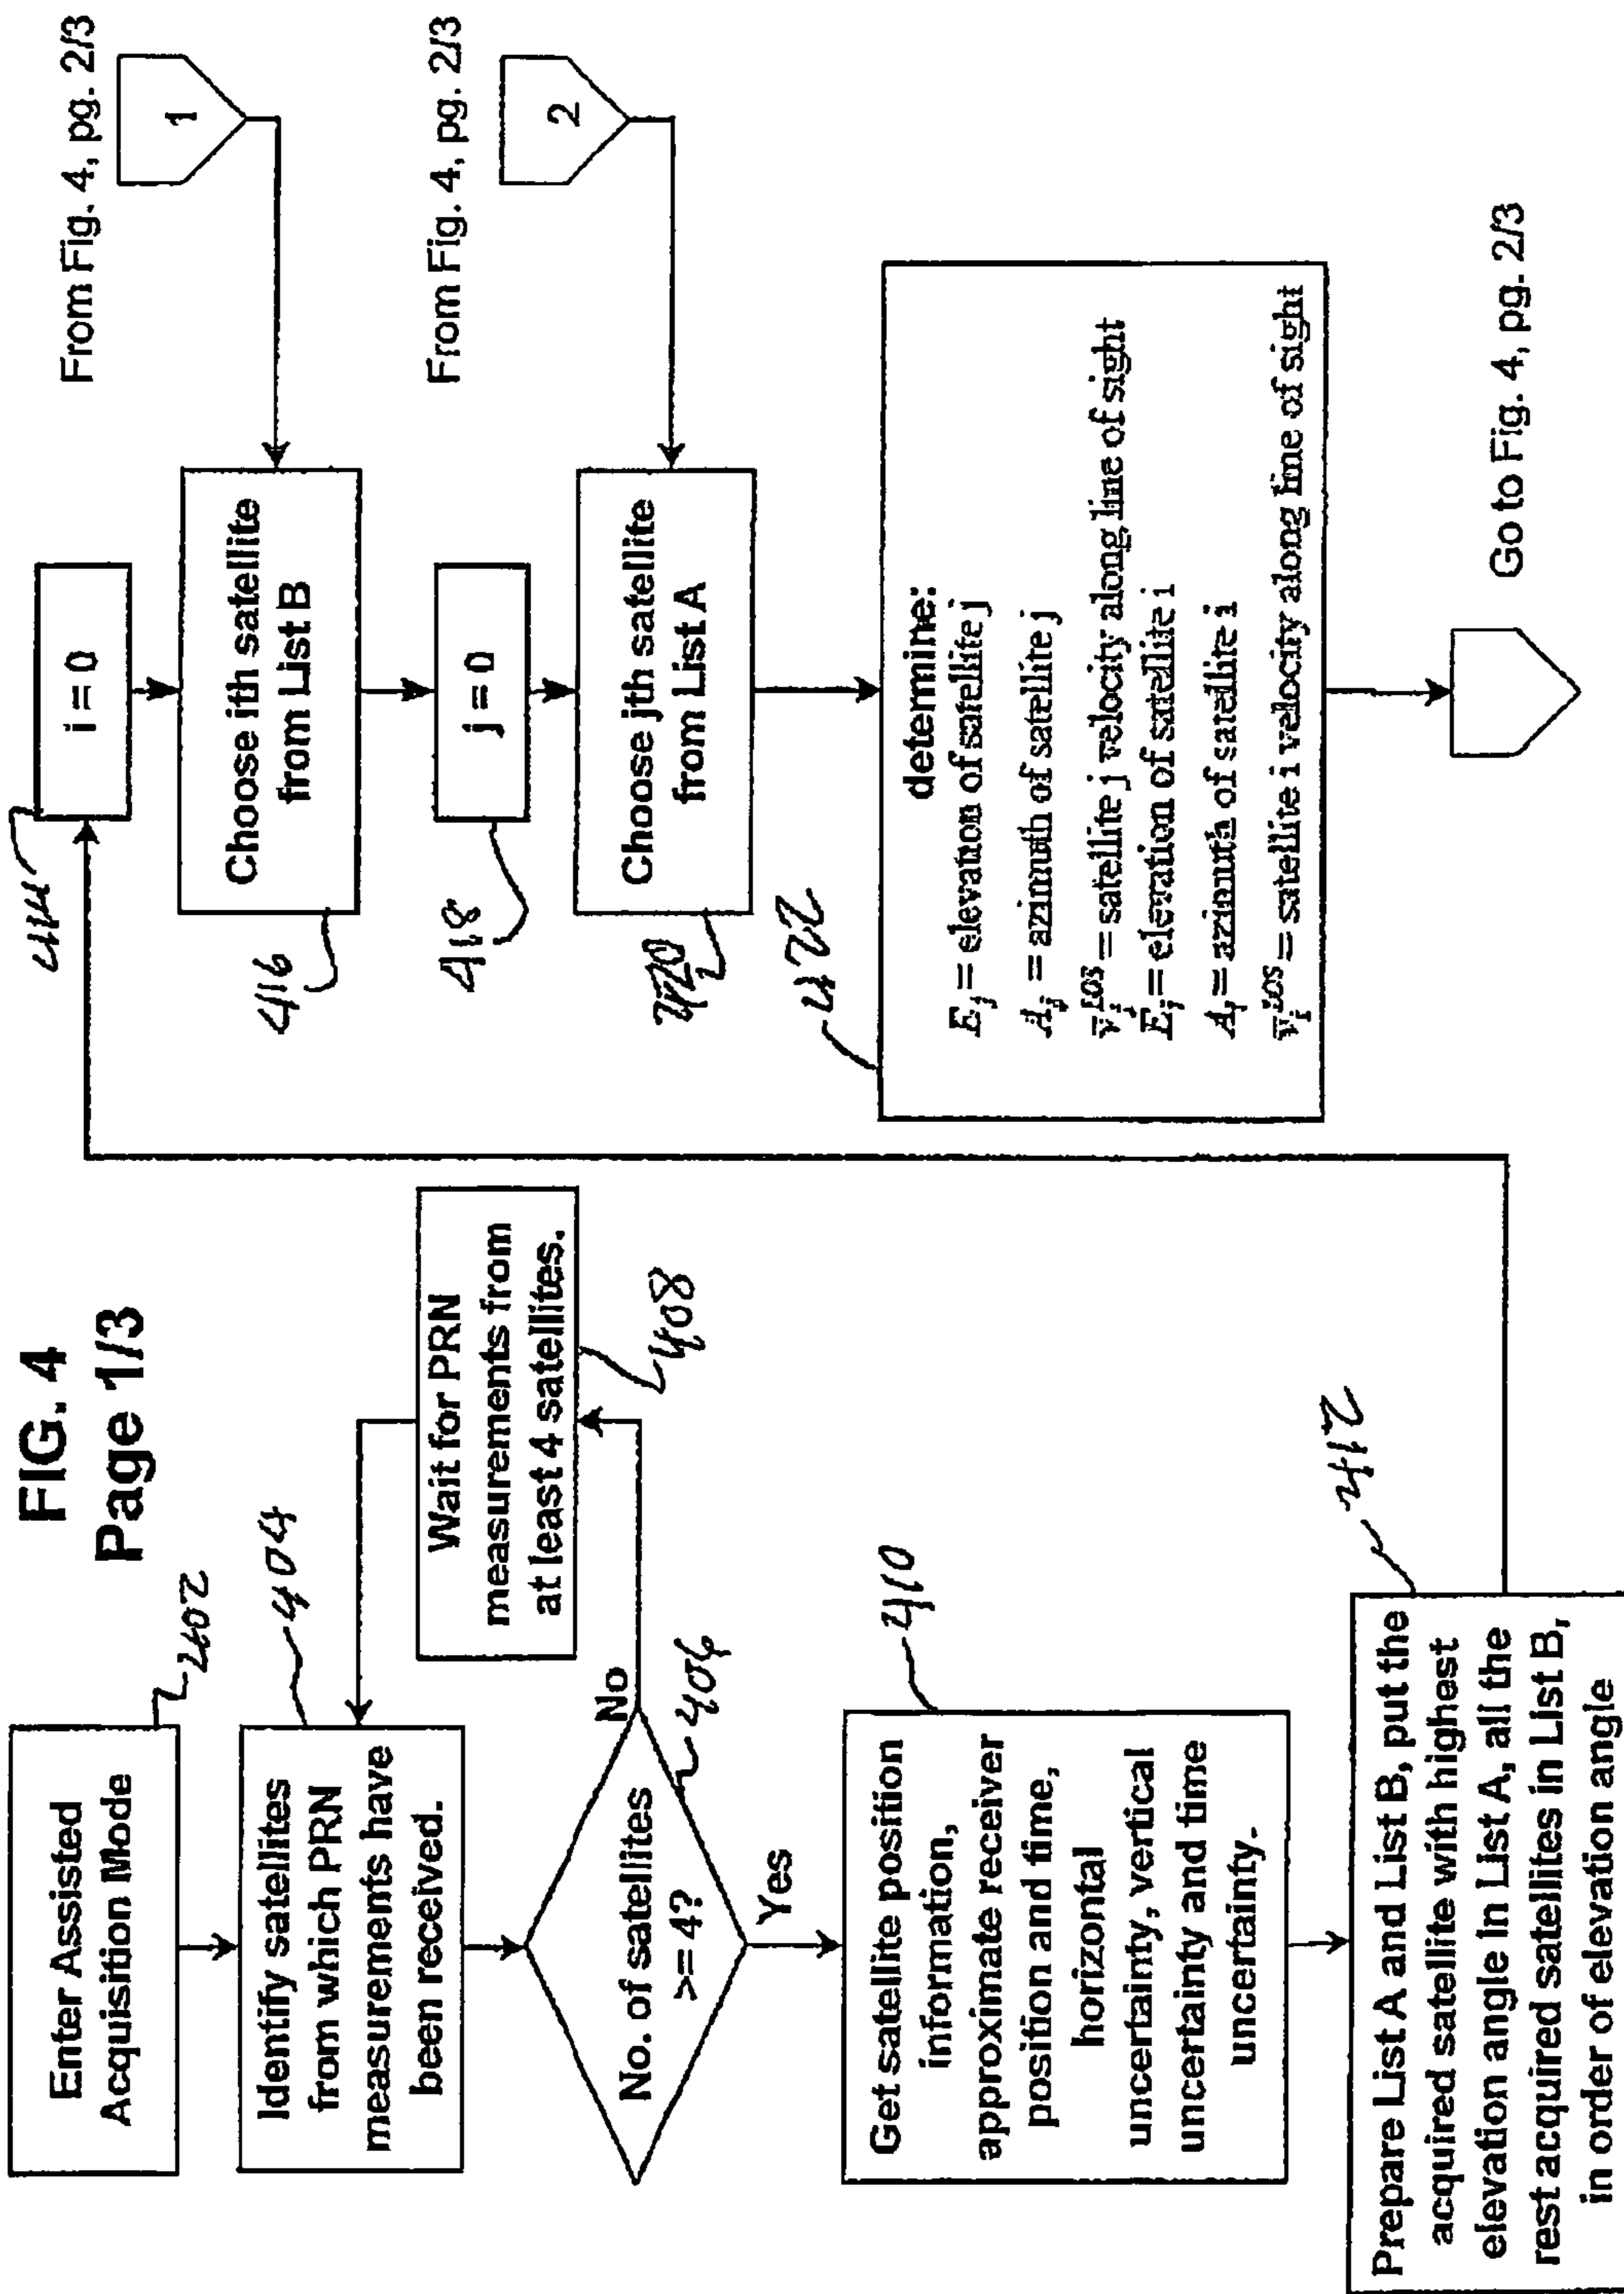 FIG. 4
Page 1/3
Enter Assisted
Acquisition Mode
402
Identify satellites
from which PRN
measurements have
been received.
404
No. of satellites
>=4?
406
No
Wait for PRN
measurements from
at least 4 satellites.
408
Yes
Get satellite position
information,
approximate receiver
position and time,
horizontal
uncertainty, vertical
uncertainty and time
uncertainty.
410
Prepare List A and List B, put the
acquired satellite with highest
elevation angle in List A, all the
rest acquired satellites in List B,
in order of elevation angle
412
i = 0
414
From Fig. 4, pg. 2/3
1
Choose ith satellite
from List B
416
j = 0
418
From Fig. 4, pg. 2/3
2
Choose jth satellite
from List A
420
determine:
E_j = elevation of satellite j
A_j = azimuth of satellite j
= satellite j velocity along line of sight
E_i = elevation of satellite i
A_i = azimuth of satellite i
v_i^LOS = satellite i velocity along line of sight
422
Go to Fig. 4, pg. 2/3